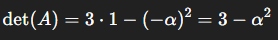 det(A) = 3 · 1 − (−α)² = 3 − α²